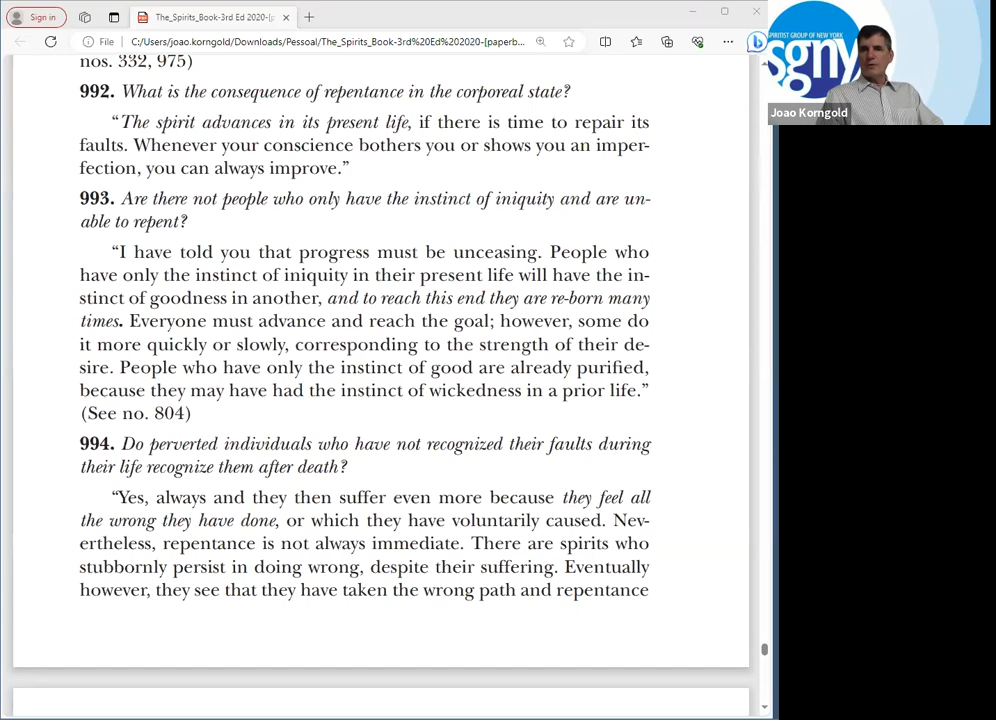 Sign in
The_Spirits_Book-3rd Ed 2020-[p
File
C:/Users/joao.korngold/Downloads/Pessoal/The_Spirits_Book-3rd%20Ed%202020-[paperb...
nos. 332, 975)
992. What is the consequence of repentance in the corporeal state?
“The spirit advances in its present life, if there is time to repair its
faults. Whenever your conscience bothers you or shows you an imper-
fection, you can always improve.”
993. Are there not people who only have the instinct of iniquity and are un-
able to repent?
“I have told you that progress must be unceasing. People who
have only the instinct of iniquity in their present life will have the in-
stinct of goodness in another, and to reach this end they are re-born many
times. Everyone must advance and reach the goal; however, some do
it more quickly or slowly, corresponding to the strength of their de-
sire. People who have only the instinct of good are already purified,
because they may have had the instinct of wickedness in a prior life.”
(See no. 804)
994. Do perverted individuals who have not recognized their faults during
their life recognize them after death?
“Yes, always and they then suffer even more because they feel all
the wrong they have done, or which they have voluntarily caused. Nev-
ertheless, repentance is not always immediate. There are spirits who
stubbornly persist in doing wrong, despite their suffering. Eventually
however, they see that they have taken the wrong path and repentance
SPIRITIST GROUP OF NEW YORK
sgny
Joao Korngold